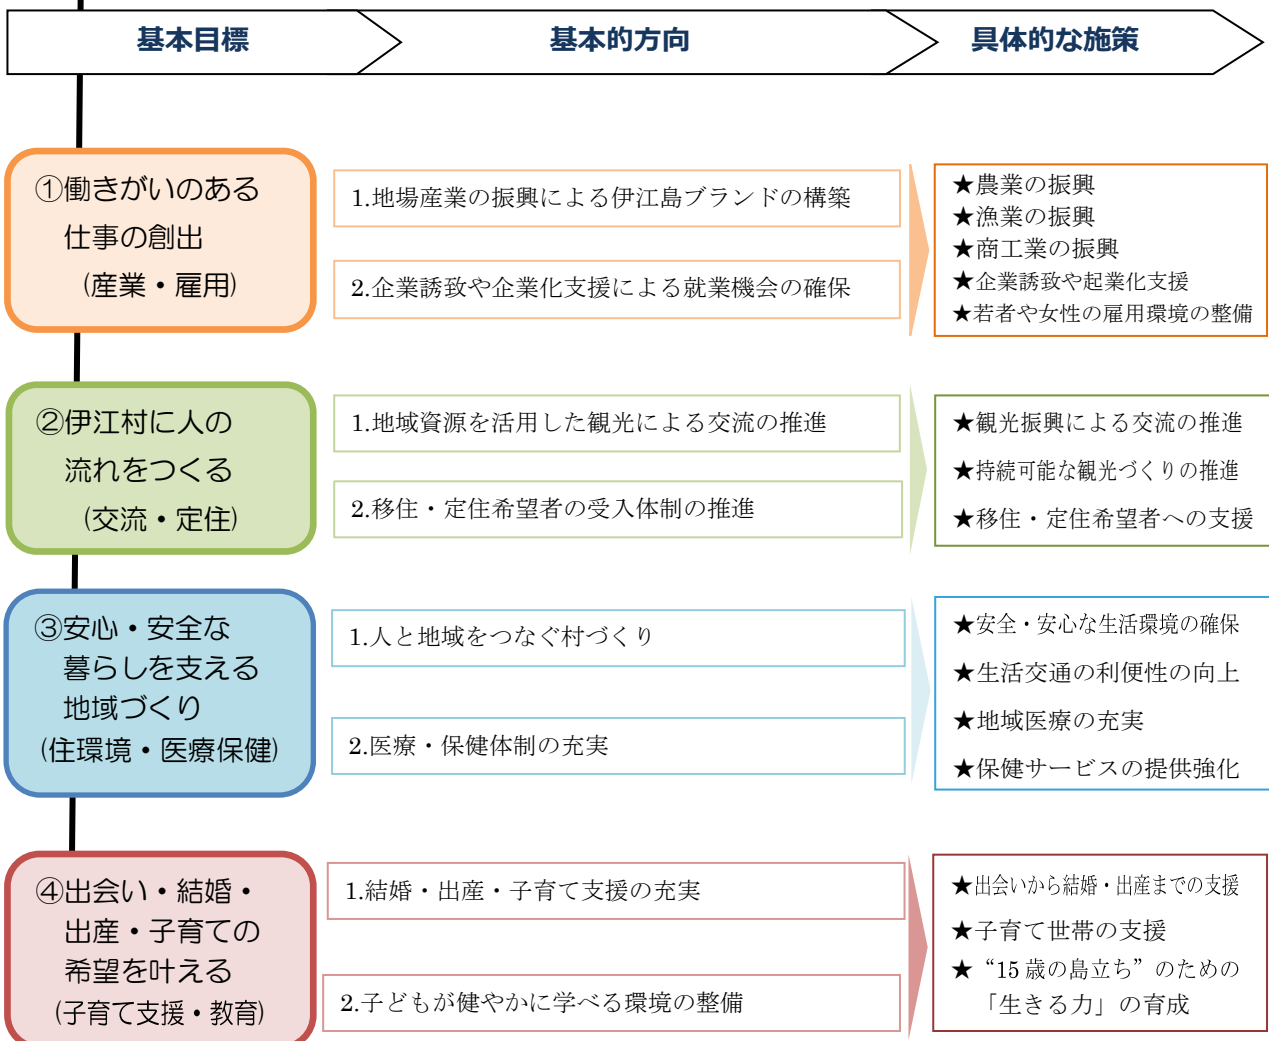 基本目標
基本的方向
具体的な施策
①働きがいのある
仕事の創出
(産業・雇用)
1.地場産業の振興による伊江島ブランドの構築
2.企業誘致や企業化支援による就業機会の確保
★農業の振興
★漁業の振興
★商工業の振興
★企業誘致や起業化支援
★若者や女性の雇用環境の整備
②伊江村に人の
流れをつくる
(交流・定住)
1.地域資源を活用した観光による交流の推進
2.移住・定住希望者の受入体制の推進
★観光振興による交流の推進
★持続可能な観光づくりの推進
★移住・定住希望者への支援
③安心・安全な
暮らしを支える
地域づくり
(住環境・医療保健)
1.人と地域をつなぐ村づくり
2.医療・保健体制の充実
★安全・安心な生活環境の確保
★生活交通の利便性の向上
★地域医療の充実
★保健サービスの提供強化
④出会い・結婚・
出産・子育ての
希望を叶える
(子育て支援・教育)
1.結婚・出産・子育て支援の充実
2.子どもが健やかに学べる環境の整備
★出会いから結婚・出産までの支援
★子育て世帯の支援
★“15 歳の島立ち”のための
「生きる力」の育成